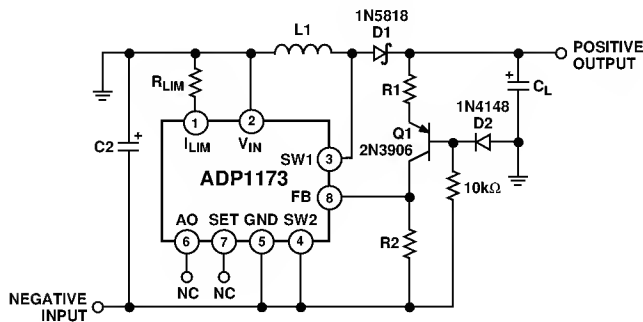 1N5818
D1
L1
POSITIVE
OUTPUT
RLIM
R1
CL
1N4148
D2
1
2
ILIM
VIN
C2
Q1
2N3906
SW1
3
ADP1173
10kΩ
FB
8
AO
SET
GND
SW2
6
7
5
4
R2
NC
NC
NEGATIVE
INPUT